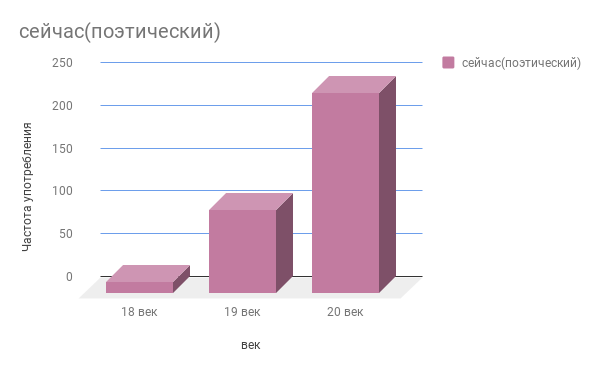 сейчас(поэтический)
сейчас(поэтический)
Частота употребления
250
200
150
100
50
0
18 век
19 век
20 век
век